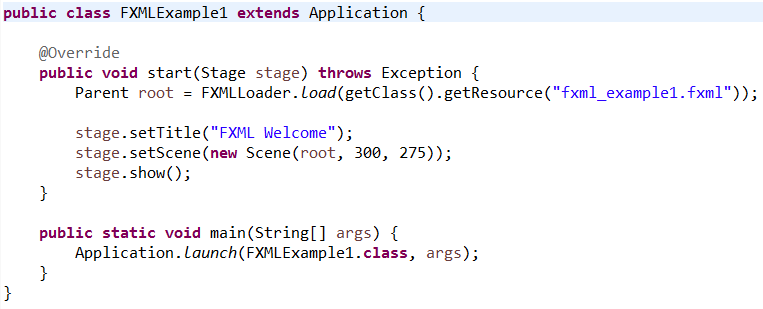 public class FXMLExample1 extends Application {
@Override
public void start(Stage stage) throws Exception {
Parent root = FXMLLoader.load(getClass().getResource("fxml_example1.fxml"));
stage.setTitle("FXML Welcome");
stage.setScene(new Scene(root, 300, 275));
stage.show();
}
public static void main(String[] args) {
Application.launch(FXMLExample1.class, args);
}
}